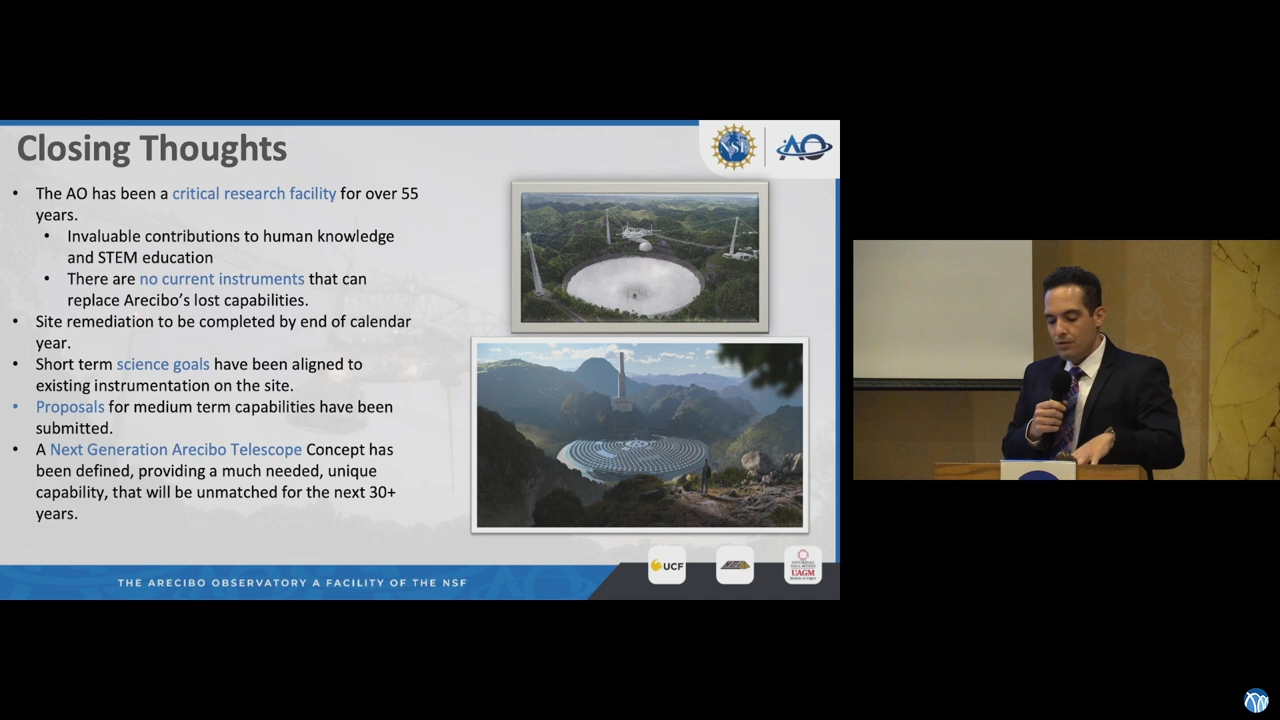 Closing Thoughts
NSF
AO
• The AO has been a critical research facility for over 55
years.
• Invaluable contributions to human knowledge
and STEM education
• There are no current instruments that can
replace Arecibo's lost capabilities.
• Site remediation to be completed by end of calendar
year.
• Short term science goals have been aligned to
existing instrumentation on the site.
• Proposals for medium term capabilities have been
submitted.
• A Next Generation Arecibo Telescope Concept has
been defined, providing a much needed, unique
capability, that will be unmatched for the next 30+
years.
THE ARECIBO OBSERVATORY A FACILITY OF THE NSF
UCF
UAGM